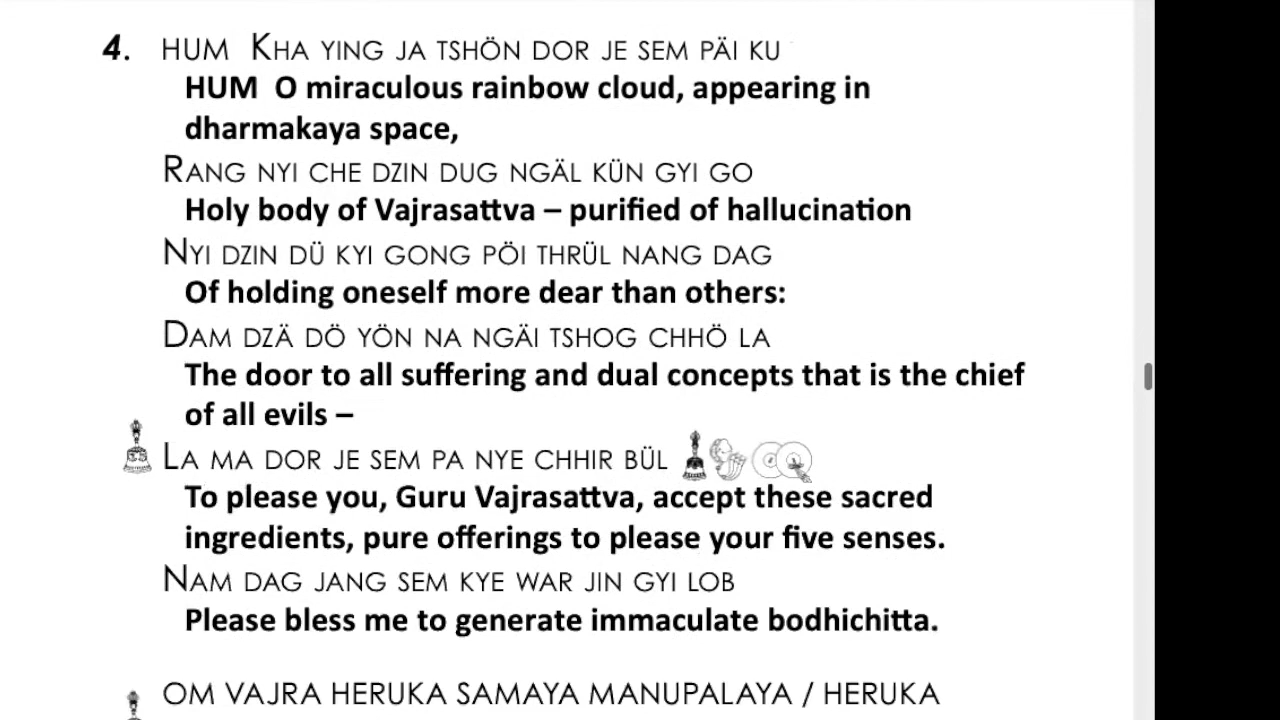 4. HUM KHA YING JA TSHÖN DOR JE SEM PÄI KU
HUM O miraculous rainbow cloud, appearing in
dharmakaya space,
RANG NYI CHE DZIN DUG NGÄL KÜN GYI GO
Holy body of Vajrasattva – purified of hallucination
NYI DZIN DÜ KYI GONG PÖI THRÜL NANG DAG
Of holding oneself more dear than others:
DAM DZÄ DÖ YÖN NA NGÄI TSHOG CHHÖ LA
The door to all suffering and dual concepts that is the chief
of all evils –
LA MA DOR JE SEM PA NYE CHHIR BÜL
To please you, Guru Vajrasattva, accept these sacred
ingredients, pure offerings to please your five senses.
NAM DAG JANG SEM KYE WAR JIN GYI LOB
Please bless me to generate immaculate bodhichitta.
OM VAJRA HERUKA SAMAYA MANUPALAYA / HERUKA